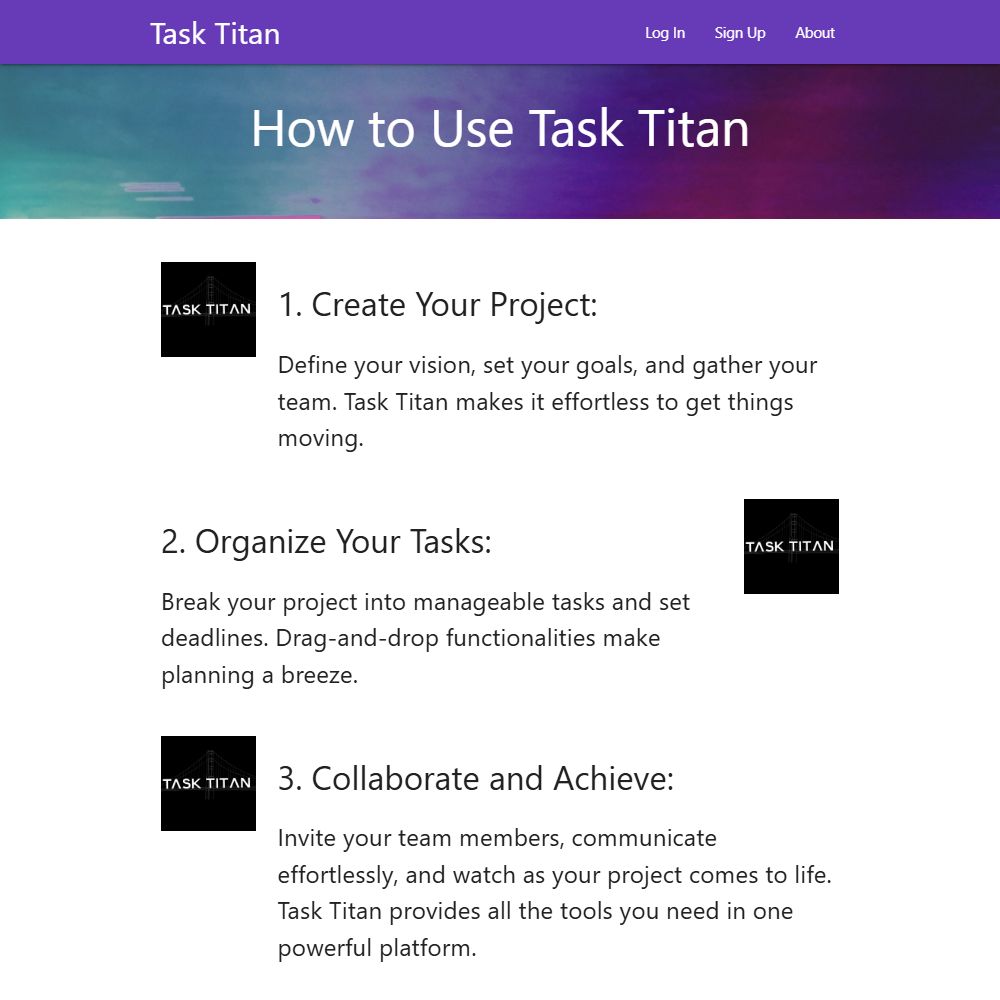 Task Titan
Log In Sign Up About
How to Use Task Titan
TASK TITAN
1. Create Your Project:
Define your vision, set your goals, and gather your
team. Task Titan makes it effortless to get things
moving.
2. Organize Your Tasks:
TASK TITAN
Break your project into manageable tasks and set
deadlines. Drag-and-drop functionalities make
planning a breeze.
TASK TITAN
3. Collaborate and Achieve:
Invite your team members, communicate
effortlessly, and watch as your project comes to life.
Task Titan provides all the tools you need in one
powerful platform.